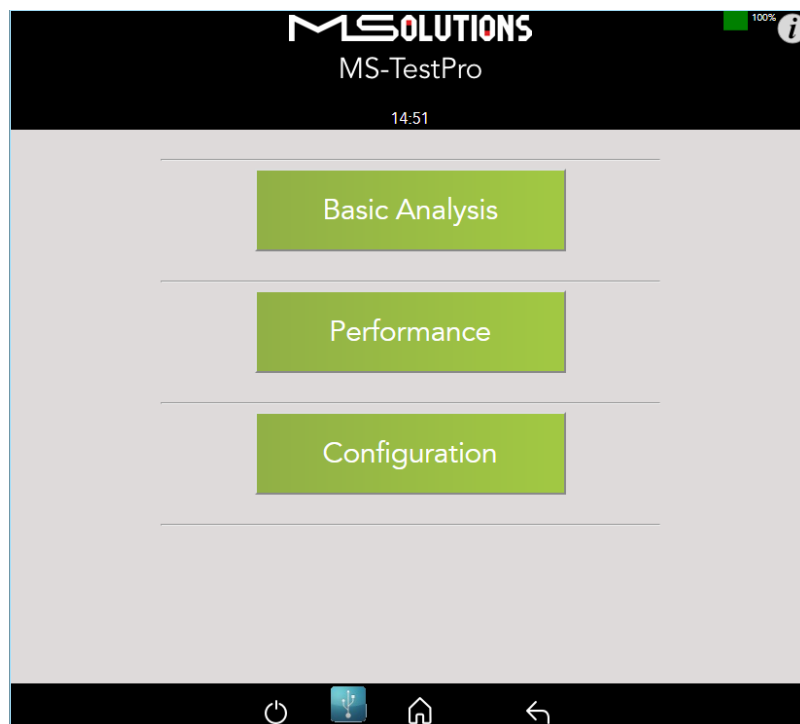 MSOLUTIONS
100%
i
MS-TestPro
14:51
Basic Analysis
Performance
Configuration